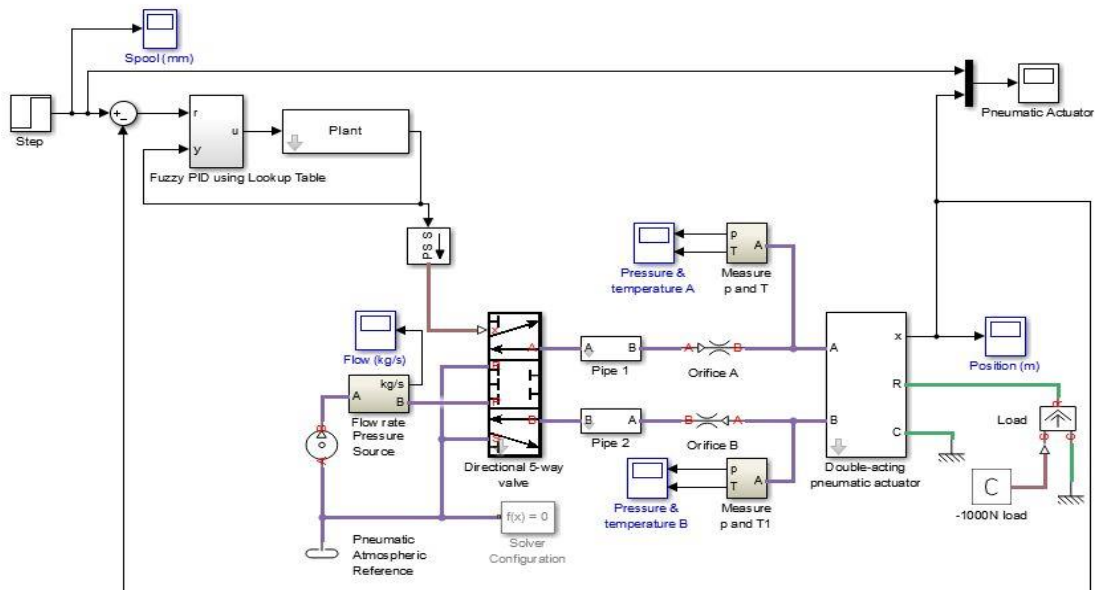 Spool (mm)
Step
+
-
r
u
y
Fuzzy PID using Lookup Table
Plant
Pneumatic Actuator
PS S
Pressure &
temperature A
p
T
A
Measure
p and T
Flow (kg/s)
kg/s
A
B
Flow rate
Pressure
Source
B
A
A
R
P
B
S
Directional 5-way
valve
A
B
Pipe 1
A
B
Orifice A
B
A
Pipe 2
B
A
Orifice B
A
B
x
R
C
Double-acting
pneumatic actuator
Position (m)
Load
R
S
C
C
-1000N load
Pressure &
temperature B
p
T
A
Measure
p and T1
f(x) = 0
Solver
Configuration
Pneumatic
Atmospheric
Reference